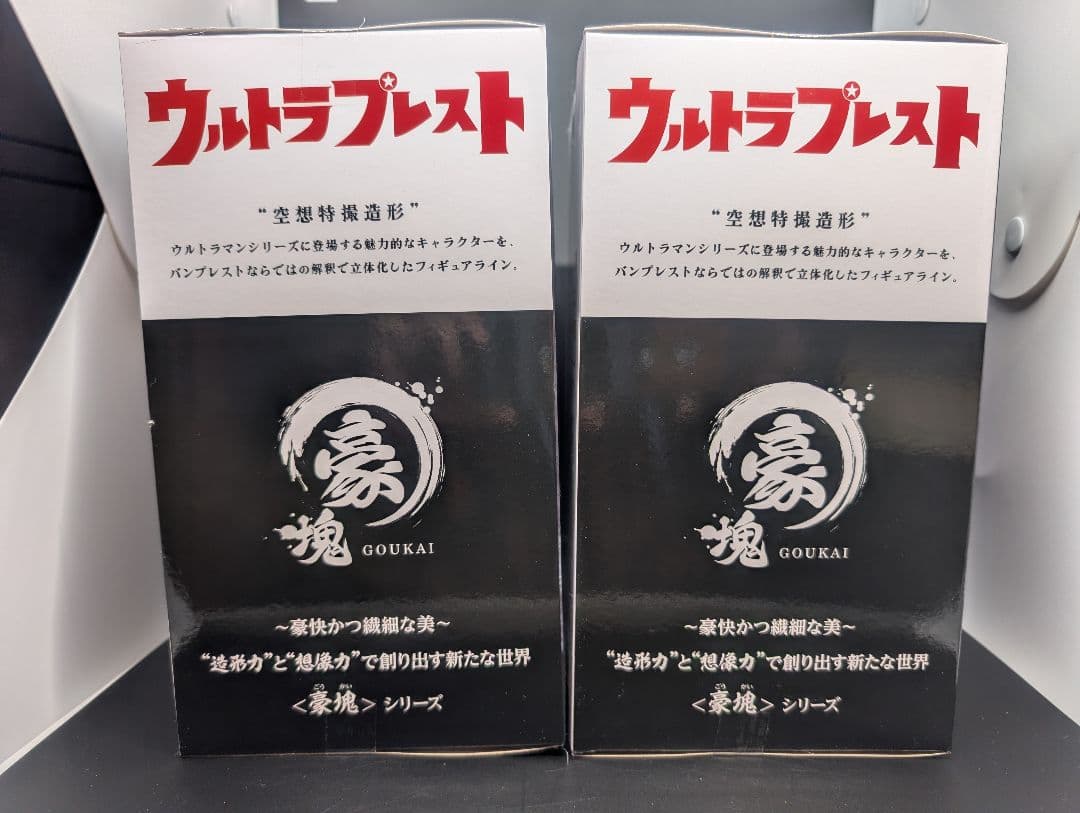 ウルトラプレスト
“空想特撮造形”
ウルトラマンシリーズに登場する魅力的なキャラクターを、
バンプレストならではの解釈で立体化したフィギュアライン。
豪
塊 GOUKAI
～豪快かつ繊細な美～
“造形力”と“想像力”で創り出す新たな世界
ごう かい
＜豪塊＞シリーズ
ウルトラプレスト
“空想特撮造形”
ウルトラマンシリーズに登場する魅力的なキャラクターを、
バンプレストならではの解釈で立体化したフィギュアライン。
豪
塊 GOUKAI
～豪快かつ繊細な美～
“造形力”と“想像力”で創り出す新たな世界
ごう かい
＜豪塊＞シリーズ